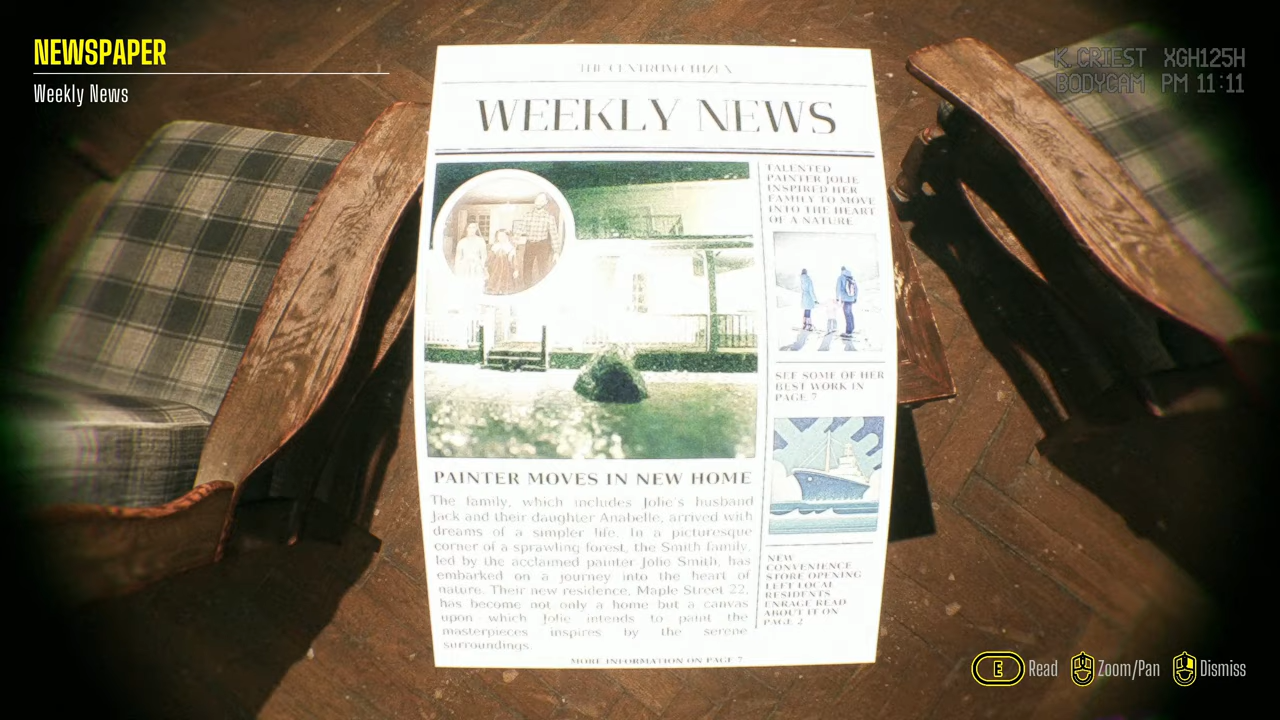 NEWSPAPER
Weekly News
K. CRIEST XGH125H
BODYCAM PM 11:11
THE CENTROVE CITIZEN
WEEKLY NEWS
TALENTED
PAINTER JOLIE
INSPIRED HER
FAMILY TO MOVE
INTO THE HEART
OF A NATURE
SEE SOME OF HER
BEST WORK IN
PAGE 7
PAINTER MOVES IN NEW HOME
The family, which includes Jolie's husband
Jack and their daughter Anabelle, arrived with
dreams of a simpler life. In a picturesque
corner of a sprawling forest, the Smith family,
led by the acclaimed painter Jolie Smith, has
embarked on a journey into the heart of
nature. Their new residence, Maple Street 22,
has become not only a home but a canvas
upon which Jolie intends to paint the
masterpieces inspires by the serene
surroundings.
MORE INFORMATION ON PAGE 7
NEW
CONVENIENCE
STORE OPENING
LEFT LOCAL
RESIDENTS
ENRAGE READ
ABOUT IT ON
PAGE 2
E Read Zoom/Pan Dismiss